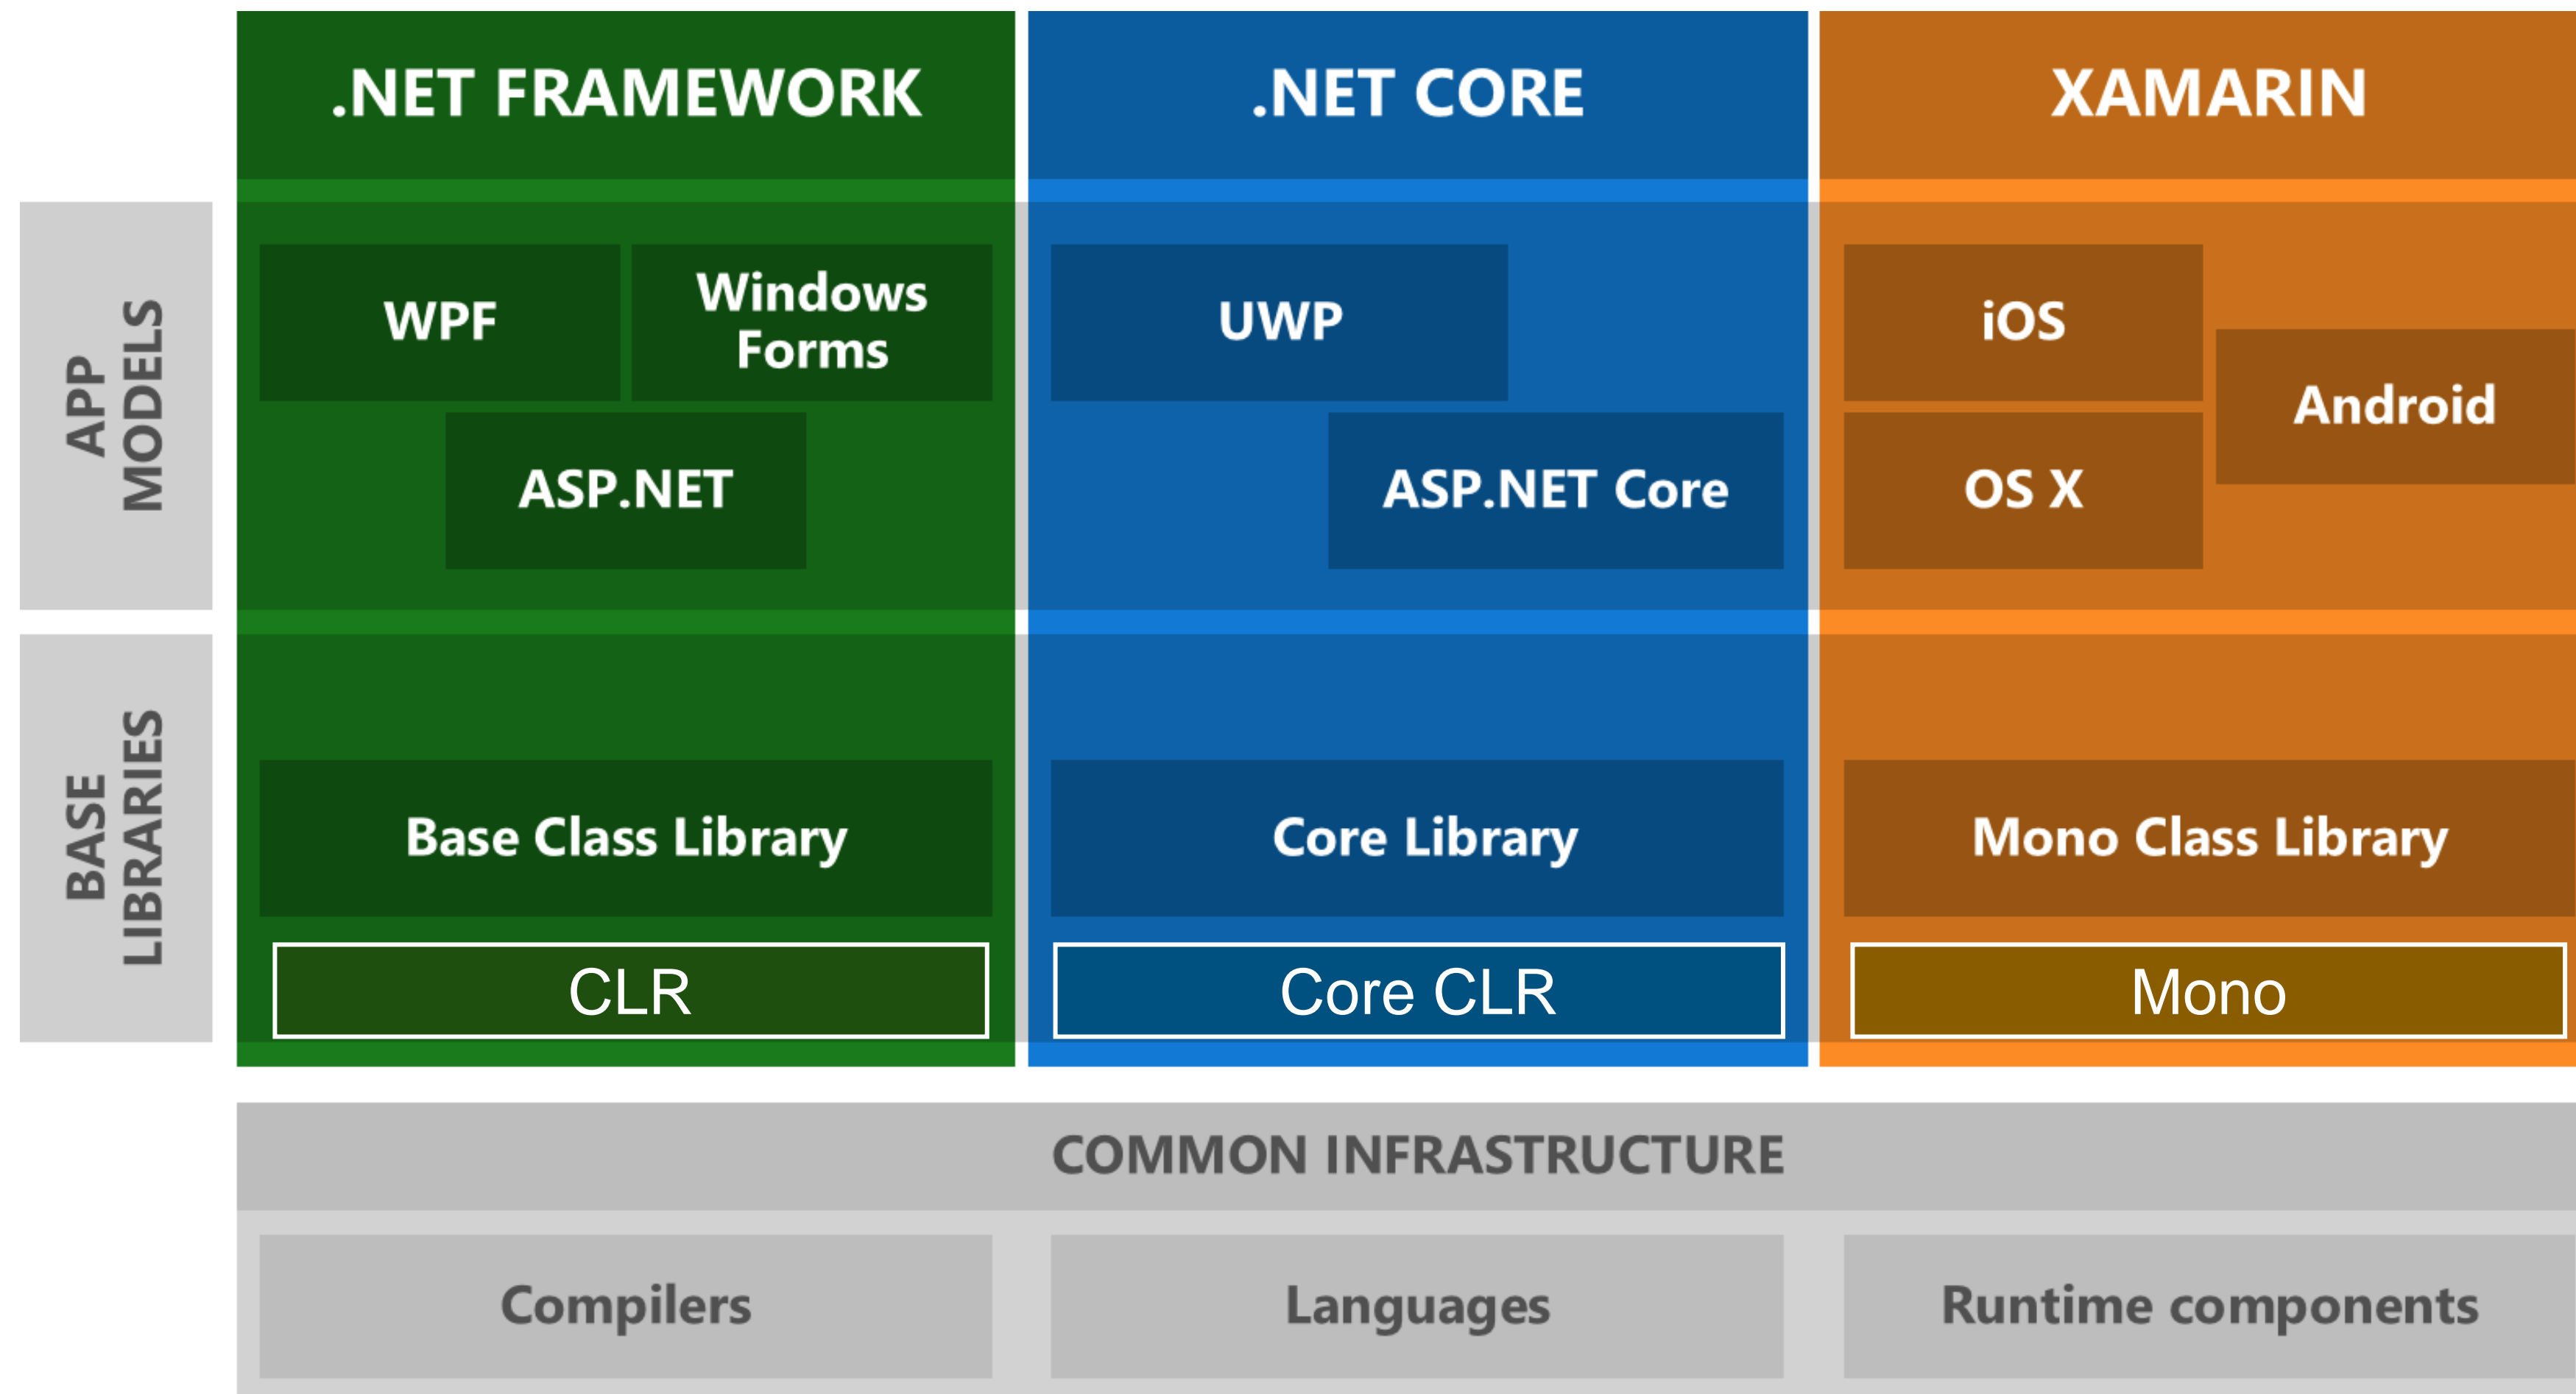 .NET FRAMEWORK
.NET CORE
XAMARIN
APP
MODELS
WPF
Windows
Forms
ASP.NET
UWP
ASP.NET Core
iOS
Android
OS X
BASE
LIBRARIES
Base Class Library
Core Library
Mono Class Library
CLR
Core CLR
Mono
COMMON INFRASTRUCTURE
Compilers
Languages
Runtime components